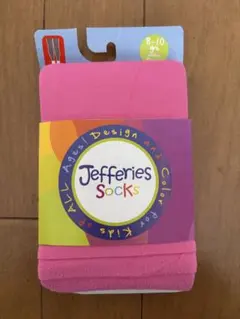 8-10
Jefferies
Socks
Design and Color for Kids of ALL Ages!